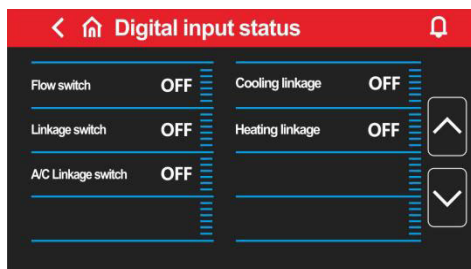 Digital input status
Flow switch OFF Cooling linkage OFF
Linkage switch OFF Heating linkage OFF
A/C Linkage switch OFF